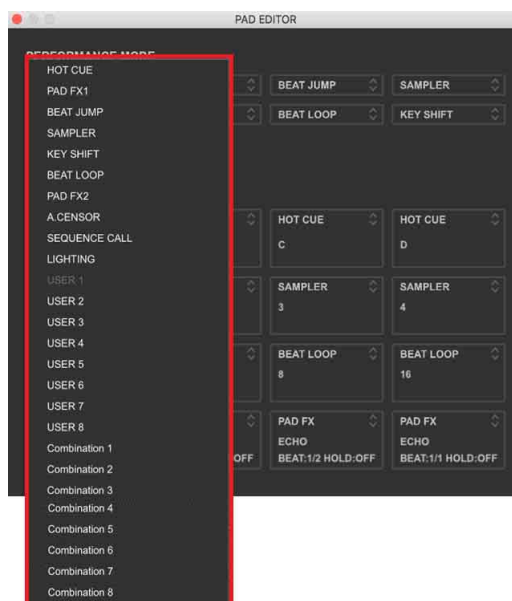 PAD EDITOR
PERFORMANCE MODE
HOT CUE
PAD FX1
BEAT JUMP
SAMPLER
KEY SHIFT
BEAT LOOP
PAD FX2
A.CENSOR
SEQUENCE CALL
LIGHTING
USER 1
USER 2
USER 3
USER 4
USER 5
USER 6
USER 7
USER 8
Combination 1
Combination 2
Combination 3
Combination 4
Combination 5
Combination 6
Combination 7
Combination 8
BEAT JUMP SAMPLER
BEAT LOOP KEY SHIFT
HOT CUE HOT CUE
C D
SAMPLER SAMPLER
3 4
BEAT LOOP BEAT LOOP
8 16
PAD FX PAD FX
ECHO ECHO
OFF BEAT:1/2 HOLD:OFF BEAT:1/1 HOLD:OFF